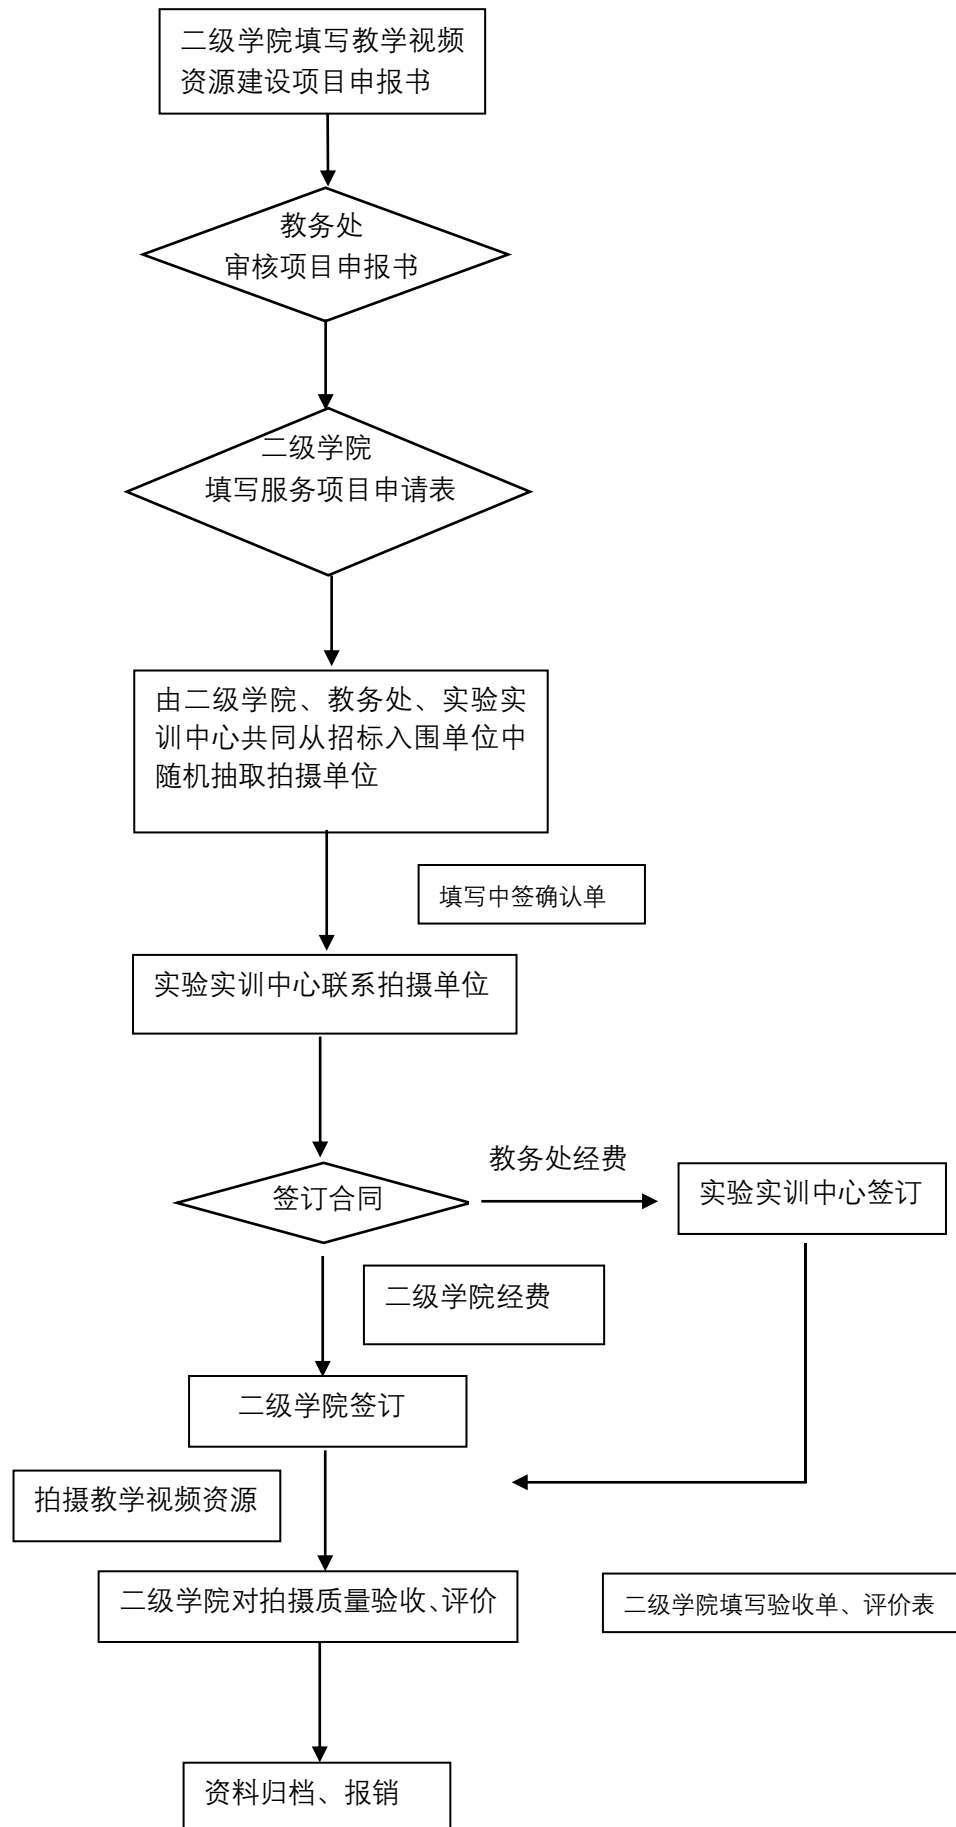 二级学院填写教学视频
资源建设项目申报书
教务处
审核项目申报书
二级学院
填写服务项目申请表
由二级学院、教务处、实验实
训中心共同从招标入围单位中
随机抽取拍摄单位
填写中签确认单
实验实训中心联系拍摄单位
教务处经费
签订合同
实验实训中心签订
二级学院经费
二级学院签订
拍摄教学视频资源
二级学院对拍摄质量验收、评价
二级学院填写验收单、评价表
资料归档、报销